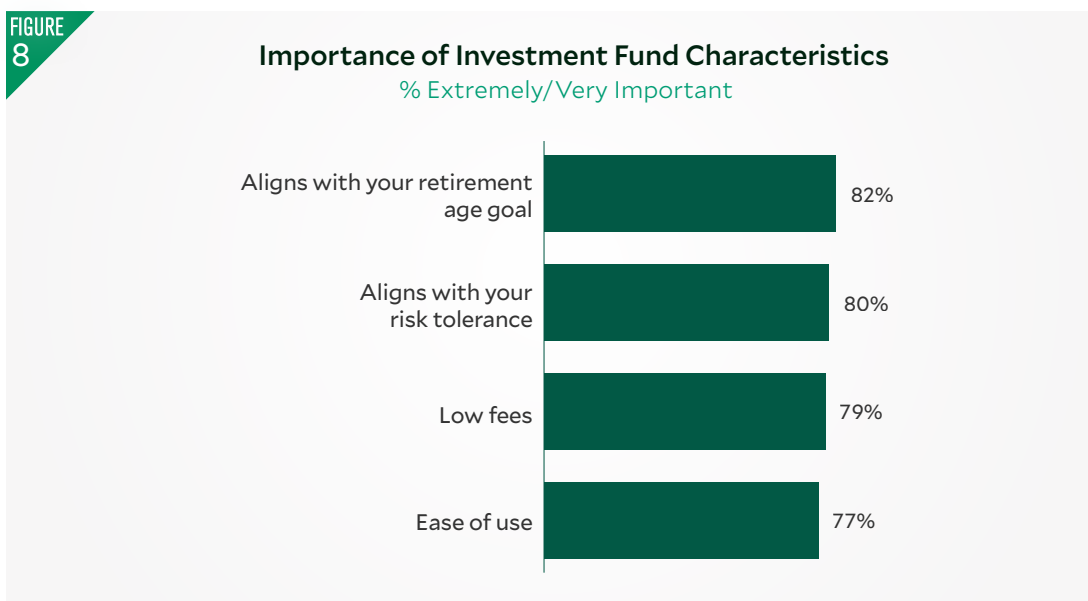 FIGURE
8
Importance of Investment Fund Characteristics
% Extremely/Very Important
Aligns with your retirement
age goal
82%
Aligns with your
risk tolerance
80%
Low fees
79%
Ease of use
77%